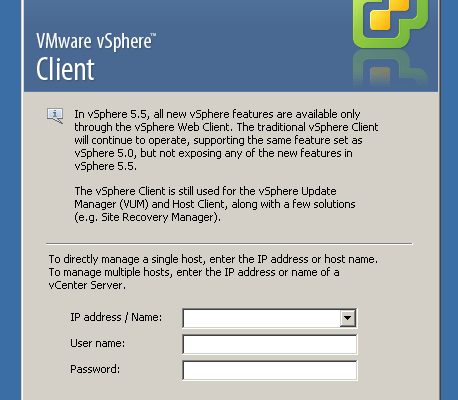 VMware vSphere™
Client
In vSphere 5.5, all new vSphere features are available only
through the vSphere Web Client. The traditional vSphere Client
will continue to operate, supporting the same feature set as
vSphere 5.0, but not exposing any of the new features in
vSphere 5.5.
The vSphere Client is still used for the vSphere Update
Manager (VUM) and Host Client, along with a few solutions
(e.g. Site Recovery Manager).
To directly manage a single host, enter the IP address or host name.
To manage multiple hosts, enter the IP address or name of a
vCenter Server.
IP address / Name:
User name:
Password: